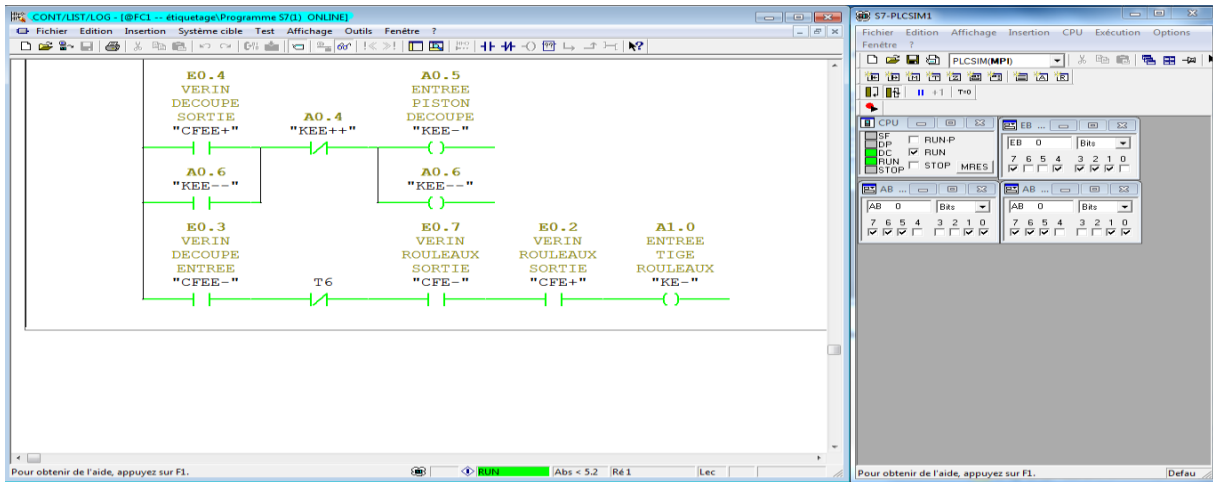 CONT/LIST/LOG - [@FC1 -- étiquetage\Programme S7(1) ONLINE]
Fichier Edition Insertion Système cible Test Affichage Outils Fenêtre ?
E0.4 A0.5
VERIN ENTREE
DECOUPE PISTON
SORTIE A0.4 DECOUPE
"CFEE+" "KEE++" "KEE-"
A0.6 A0.6
"KEE--" "KEE--"
E0.3 E0.7 E0.2 A1.0
VERIN VERIN VERIN ENTREE
DECOUPE ROULEAUX ROULEAUX TIGE
ENTREE SORTIE SORTIE ROULEAUX
"CFEE-" T6 "CFE-" "CFE+" "KE-"
Pour obtenir de l'aide, appuyez sur F1. RUN Abs < 5.2 Ré 1 Lec
S7-PLCSIM1
Fichier Edition Affichage Insertion CPU Exécution Options
Fenêtre ?
PLCSIM(MPI)
+1 T=0
CPU
SF
DP
DC
RUN
STOP
RUN-P
RUN
STOP MRES
EB ...
EB 0 Bits
7 6 5 4 3 2 1 0
AB ...
AB 0 Bits
7 6 5 4 3 2 1 0
AB ...
AB 0 Bits
7 6 5 4 3 2 1 0
Pour obtenir de l'aide, appuyez sur F1. Defau